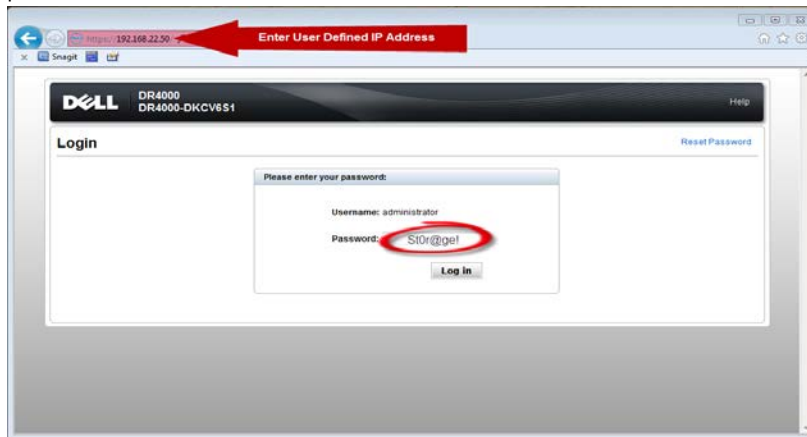 https://192.168.22.50
Enter User Defined IP Address
Snagit
DELL
DR4000
DR4000-DKCV6S1
Help
Login
Reset Password
Please enter your password:
Username: administrator
Password: St0r@ge!
Log in